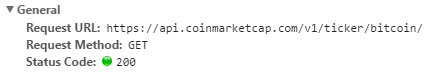 General
Request URL: https://api.coinmarketcap.com/v1/ticker/bitcoin/
Request Method: GET
Status Code: 200